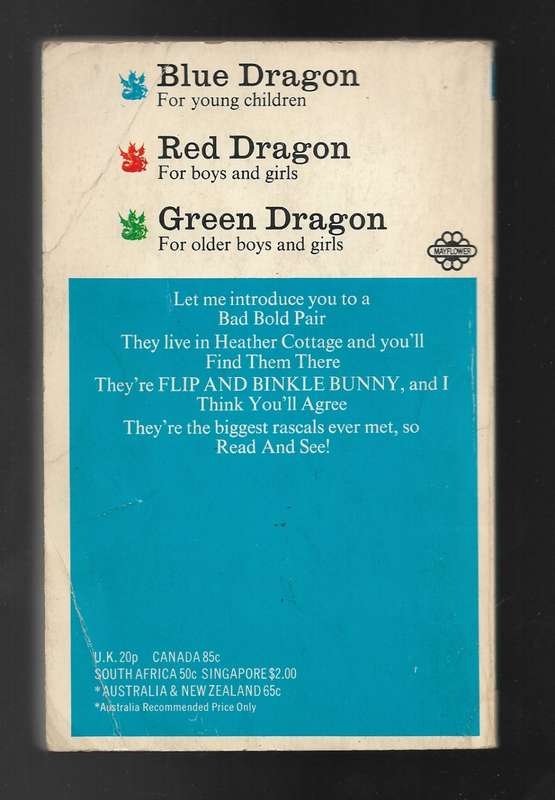 Blue Dragon
For young children
Red Dragon
For boys and girls
Green Dragon
For older boys and girls
MAYFLOWER
Let me introduce you to a
Bad Bold Pair
They live in Heather Cottage and you'll
Find Them There
They're FLIP AND BINKLE BUNNY, and I
Think You'll Agree
They're the biggest rascals ever met, so
Read And See!
U.K. 20p CANADA 85c
SOUTH AFRICA 50c SINGAPORE $2.00
*AUSTRALIA & NEW ZEALAND 65c
*Australia Recommended Price Only